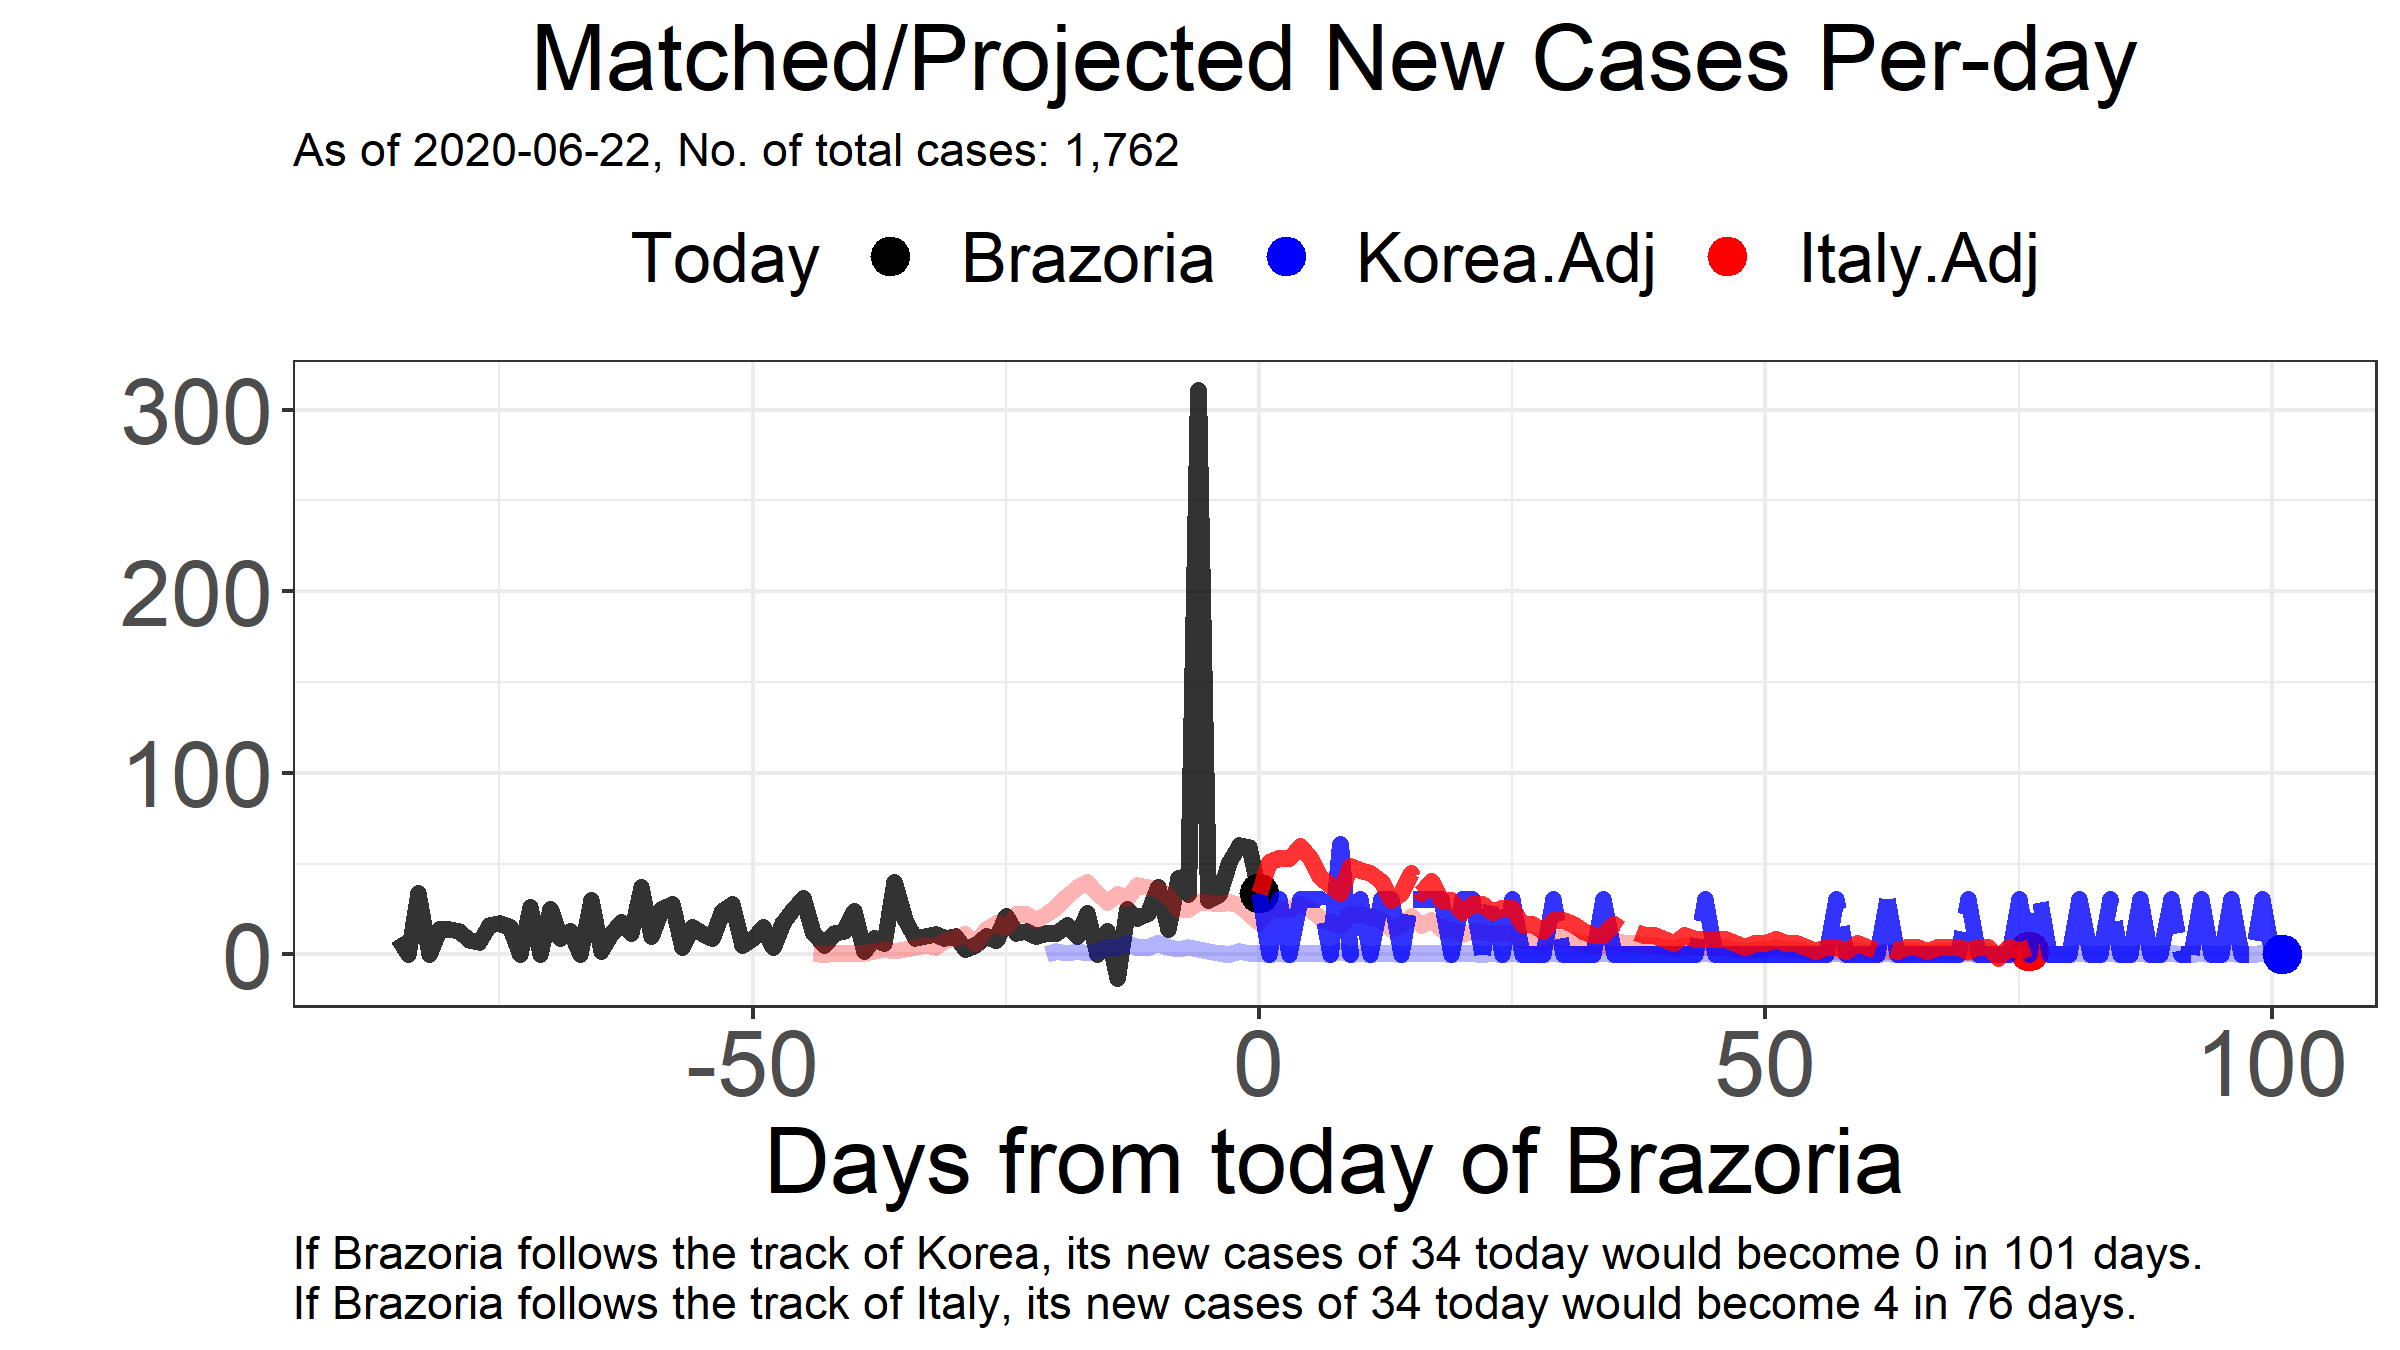 Matched/Projected New Cases Per-day
As of 2020-06-22, No. of total cases: 1,762
Today Brazoria Korea.Adj Italy.Adj
300
200
100
0
-50 0 50 100
Days from today of Brazoria
If Brazoria follows the track of Korea, its new cases of 34 today would become 0 in 101 days.
If Brazoria follows the track of Italy, its new cases of 34 today would become 4 in 76 days.